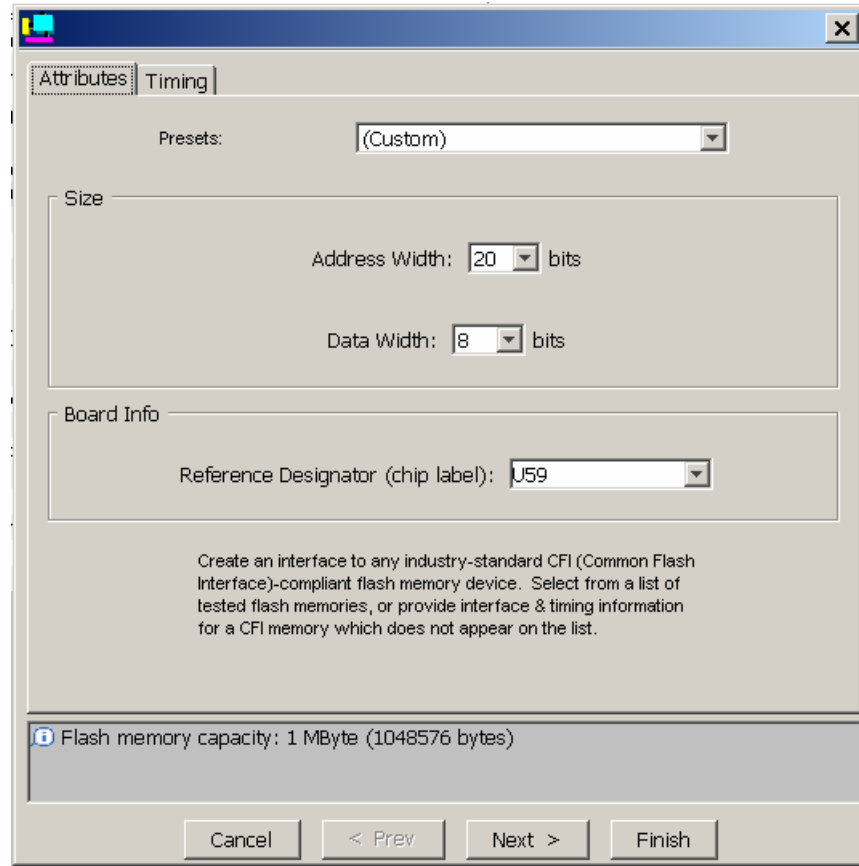 Attributes Timing
Presets: (Custom)
Size
Address Width: 20 bits
Data Width: 8 bits
Board Info
Reference Designator (chip label): U59
Create an interface to any industry-standard CFI (Common Flash
Interface)-compliant flash memory device. Select from a list of
tested flash memories, or provide interface & timing information
for a CFI memory which does not appear on the list.
Flash memory capacity: 1 MByte (1048576 bytes)
Cancel < Prev Next > Finish